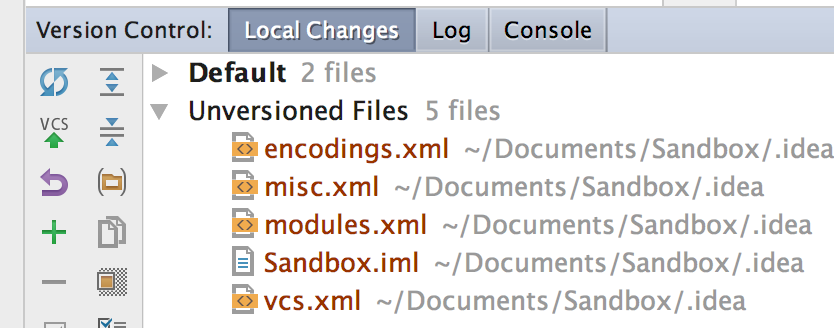 Version Control: Local Changes Log Console
Default 2 files
Unversioned Files 5 files
VCS
encodings.xml ~/Documents/Sandbox/.idea
misc.xml ~/Documents/Sandbox/.idea
modules.xml ~/Documents/Sandbox/.idea
Sandbox.iml ~/Documents/Sandbox/.idea
vcs.xml ~/Documents/Sandbox/.idea